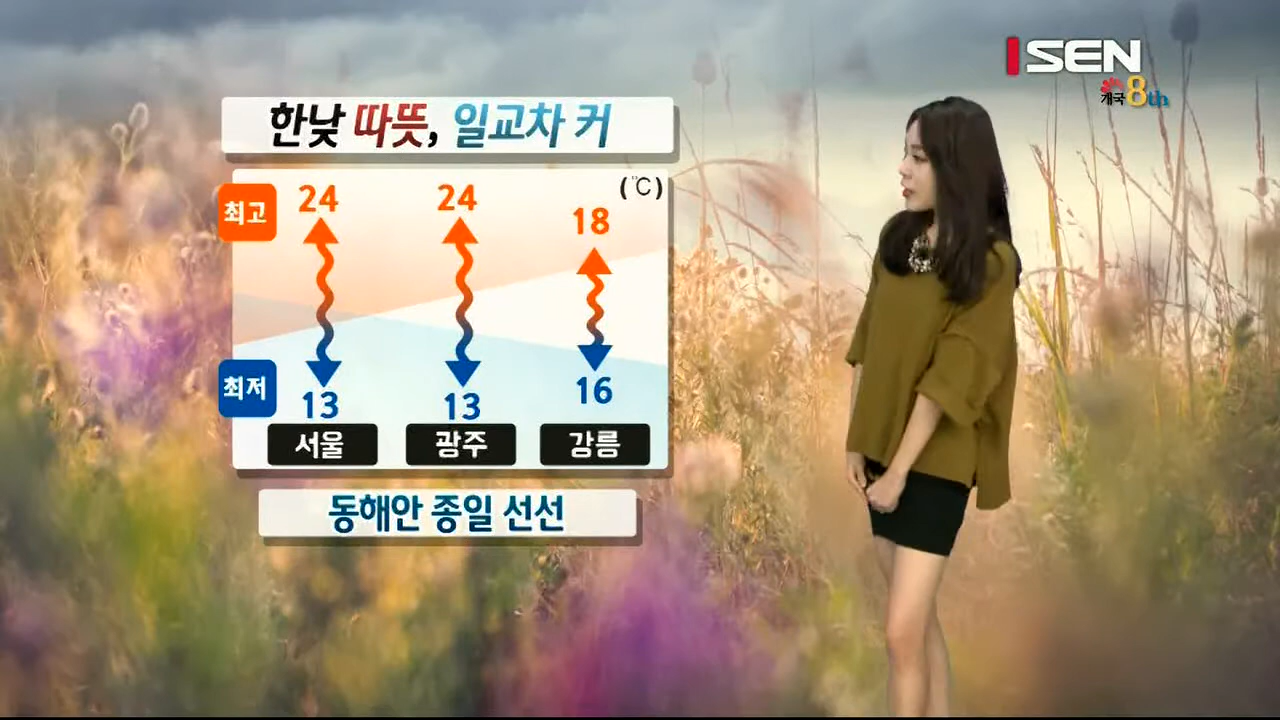 SEN
개국 8th
한낮 따뜻, 일교차 커
(℃)
최고 24 24 18
최저 13 13 16
서울 광주 강릉
동해안 종일 선선